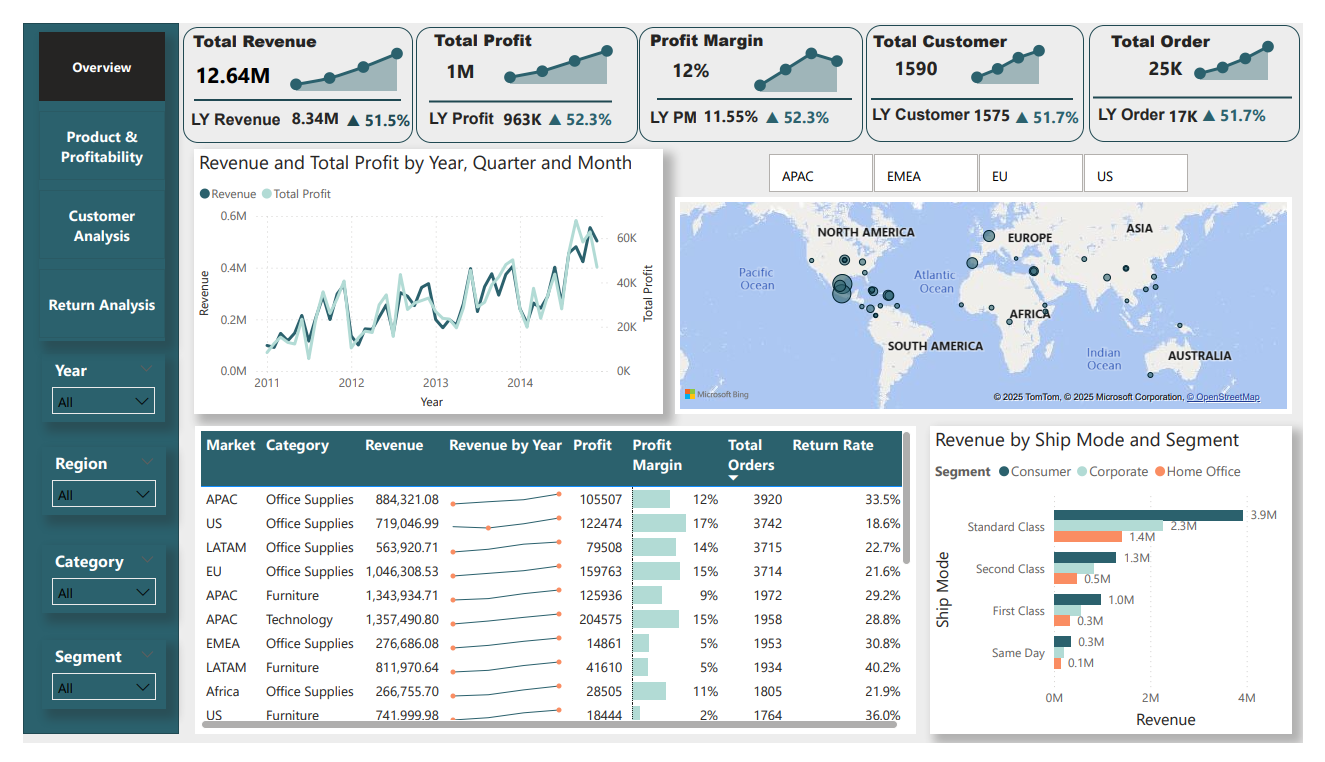 Overview
Product &
Profitability
Customer
Analysis
Return Analysis
Year
All
Region
All
Category
All
Segment
All
Total Revenue
12.64M
LY Revenue 8.34M ▲ 51.5%
Total Profit
1M
LY Profit 963K ▲ 52.3%
Profit Margin
12%
LY PM 11.55% ▲ 52.3%
Total Customer
1590
LY Customer 1575 ▲ 51.7%
Total Order
25K
LY Order 17K ▲ 51.7%
Revenue and Total Profit by Year, Quarter and Month
Revenue Total Profit
0.6M
0.4M
0.2M
0.0M
Revenue
60K
40K
20K
0K
Total Profit
2011 2012 2013 2014
Year
APAC EMEA EU US
NORTH AMERICA
EUROPE
ASIA
Pacific
Ocean
Atlantic
Ocean
AFRICA
SOUTH AMERICA
Indian
Ocean
AUSTRALIA
Microsoft Bing
© 2025 TomTom, © 2025 Microsoft Corporation, © OpenStreetMap
Market Category Revenue Revenue by Year Profit Profit Margin Total Orders Return Rate
APAC Office Supplies 884,321.08 105507 12% 3920 33.5%
US Office Supplies 719,046.99 122474 17% 3742 18.6%
LATAM Office Supplies 563,920.71 79508 14% 3715 22.7%
EU Office Supplies 1,046,308.53 159763 15% 3714 21.6%
APAC Furniture 1,343,934.71 125936 9% 1972 29.2%
APAC Technology 1,357,490.80 204575 15% 1958 28.8%
EMEA Office Supplies 276,686.08 14861 5% 1953 30.8%
LATAM Furniture 811,970.64 41610 5% 1934 40.2%
Africa Office Supplies 266,755.70 28505 11% 1805 21.9%
US Furniture 741,999.98 18444 2% 1764 36.0%
Revenue by Ship Mode and Segment
Segment Consumer Corporate Home Office
Ship Mode
Standard Class 3.9M
2.3M
1.4M
Second Class 1.3M
0.5M
First Class 1.0M
0.3M
Same Day 0.3M
0.1M
0M 2M 4M
Revenue